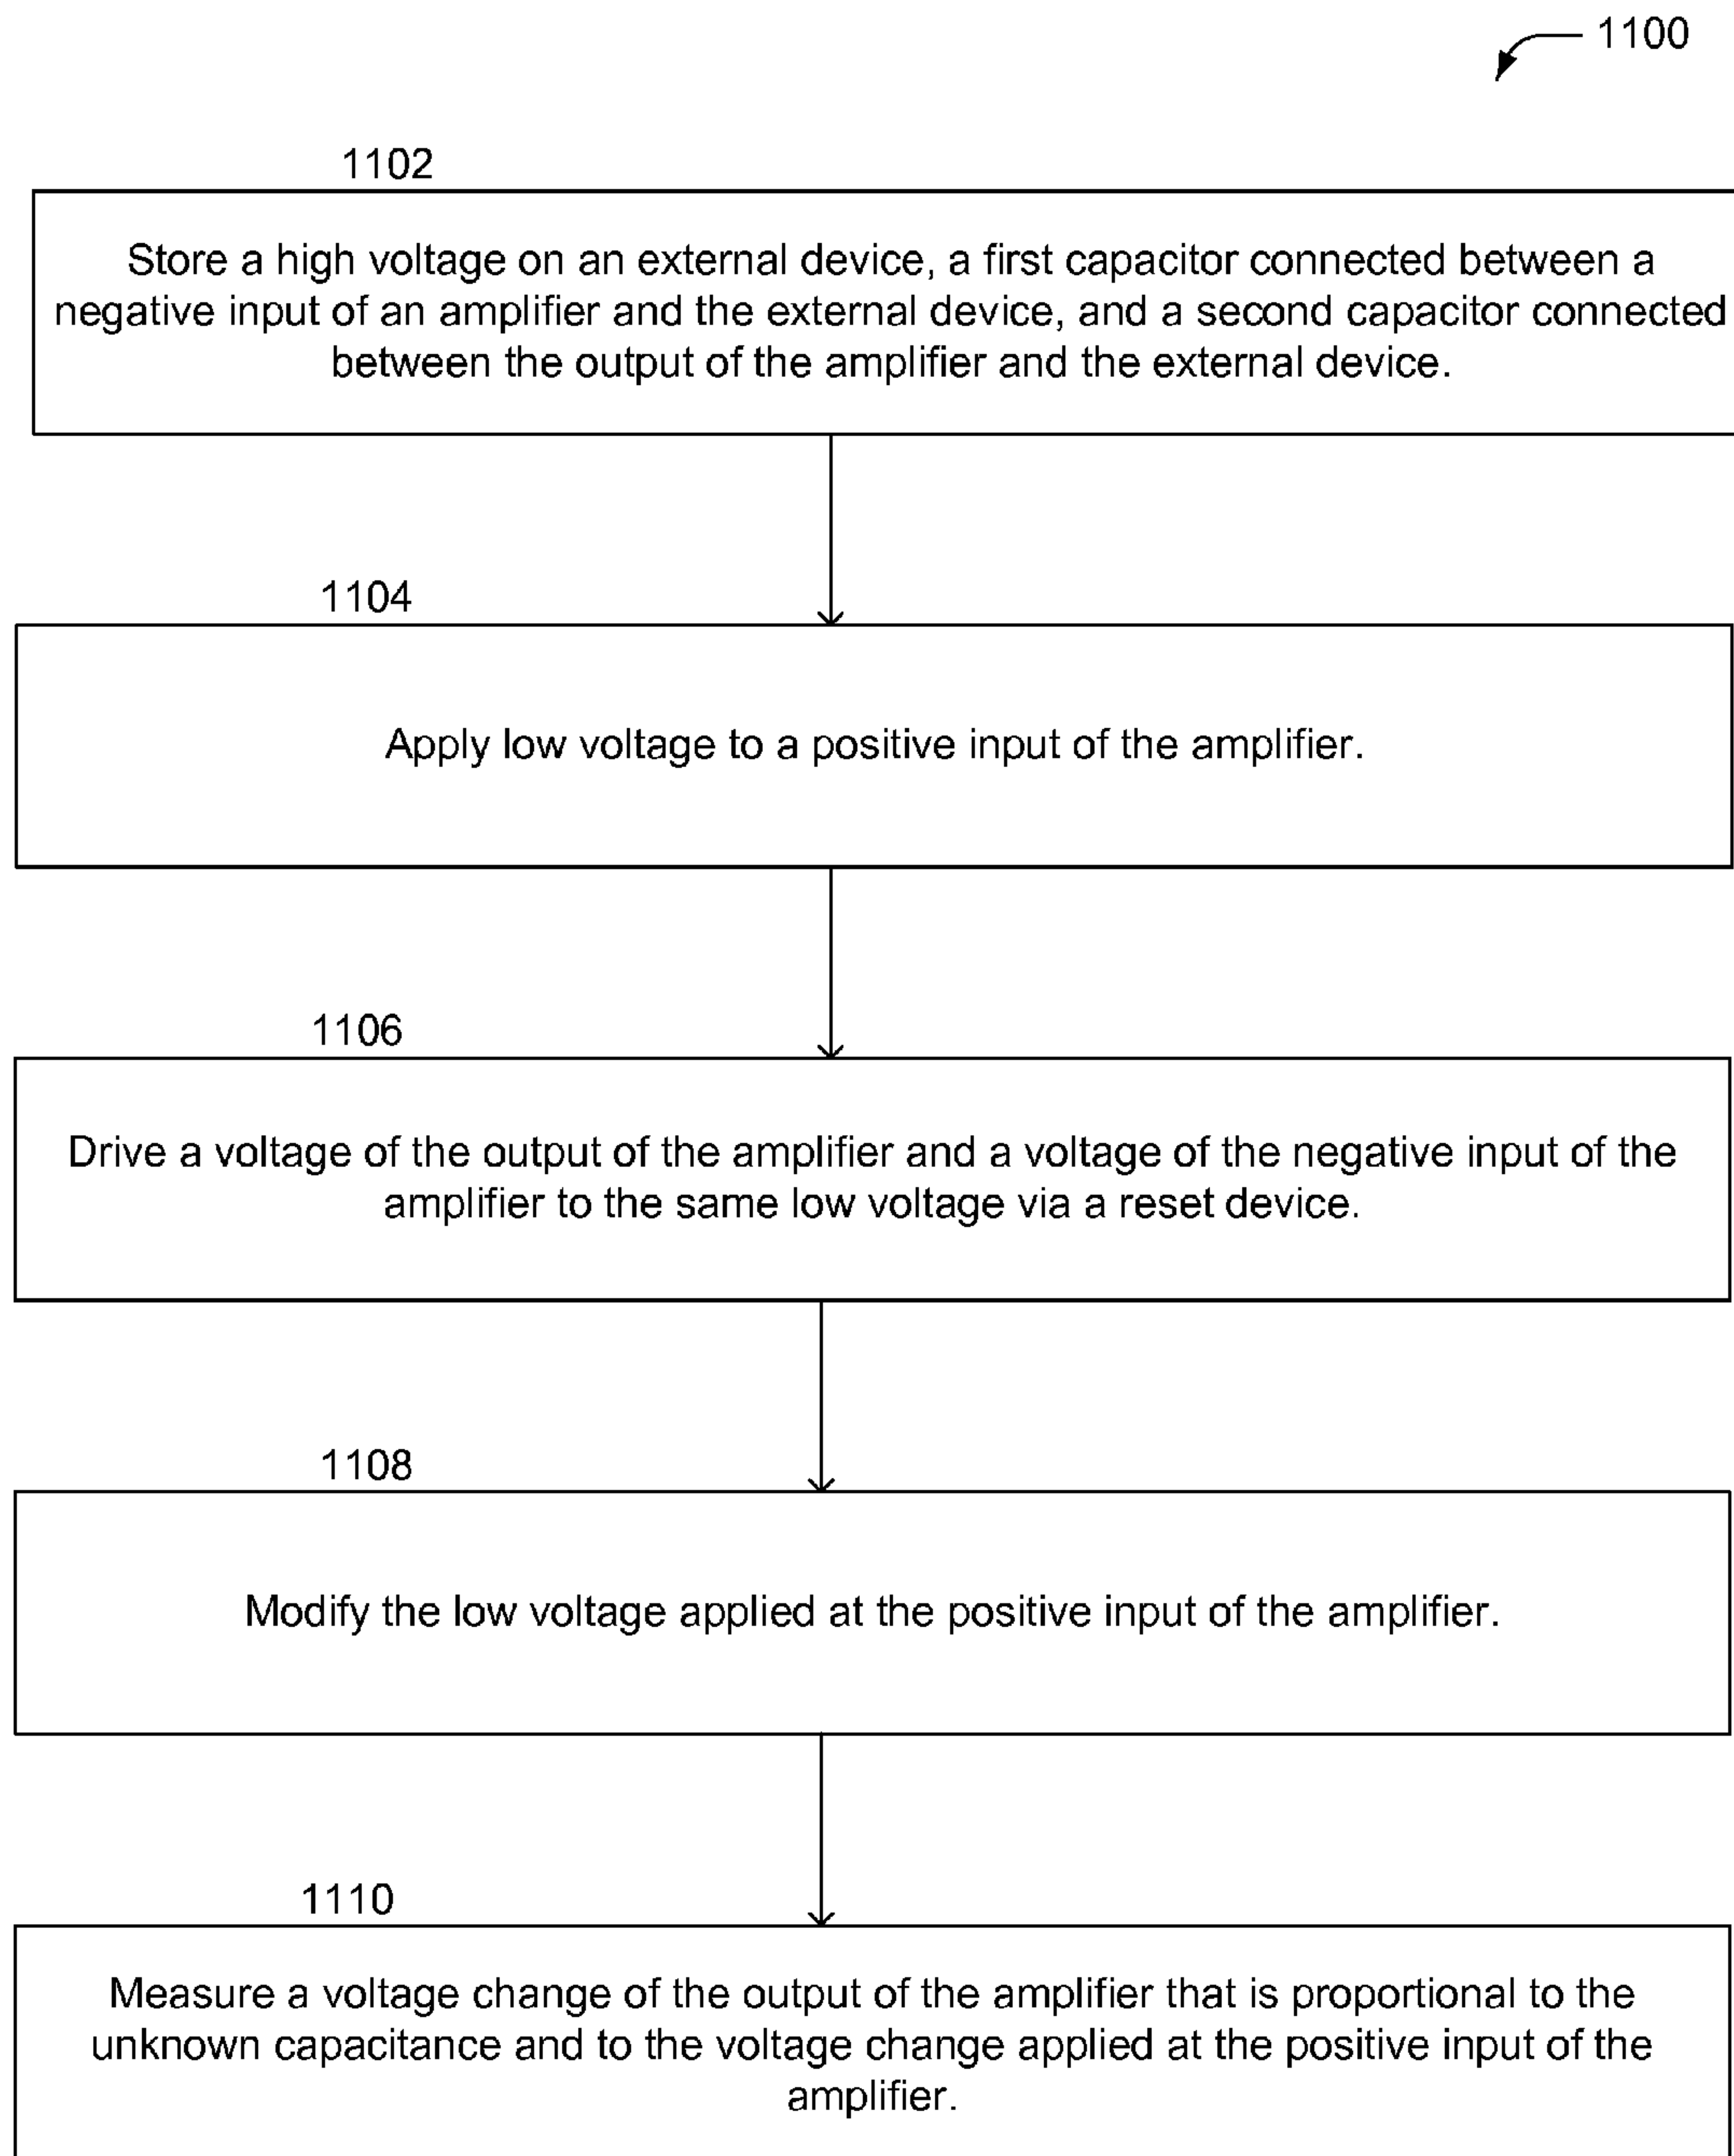 1100
1102
Store a high voltage on an external device, a first capacitor connected between a
negative input of an amplifier and the external device, and a second capacitor connected
between the output of the amplifier and the external device.
1104
Apply low voltage to a positive input of the amplifier.
1106
Drive a voltage of the output of the amplifier and a voltage of the negative input of the
amplifier to the same low voltage via a reset device.
1108
Modify the low voltage applied at the positive input of the amplifier.
1110
Measure a voltage change of the output of the amplifier that is proportional to the
unknown capacitance and to the voltage change applied at the positive input of the
amplifier.